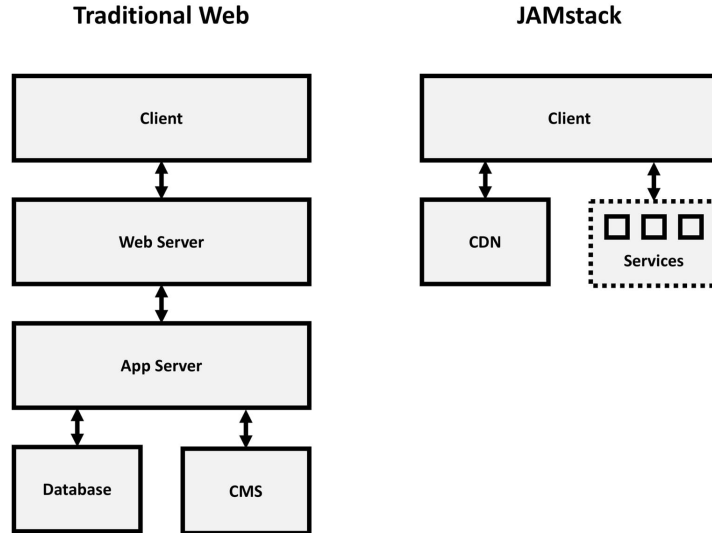 Traditional Web
JAMstack
Client
Client
Web Server
CDN
Services
App Server
Database
CMS